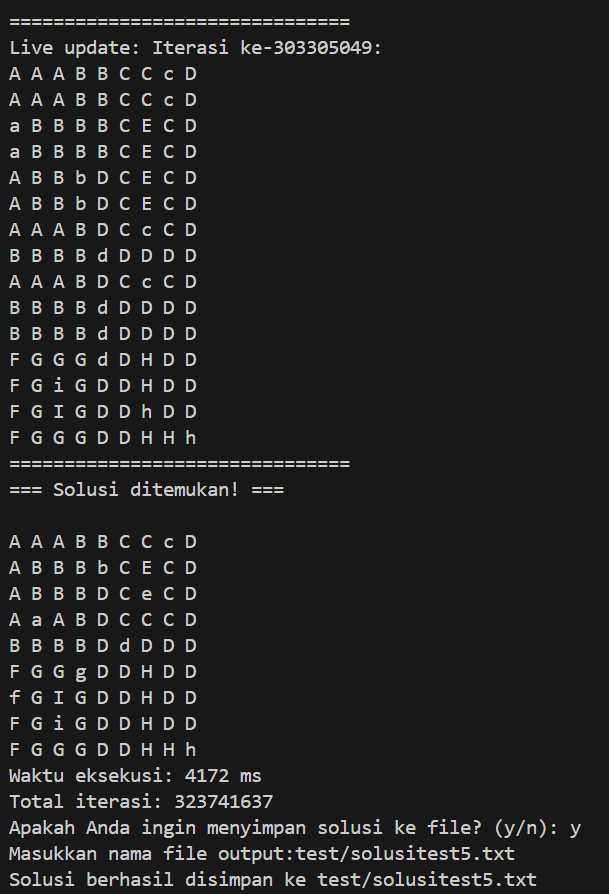 ===============================
Live update: Iterasi ke-303305049:
A A A B B C C c D
A A A B B C C c D
a B B B B C E C D
a B B B B C E C D
A B B b D C E C D
A B B b D C E C D
A A A B D C c C D
B B B B d D D D D
A A A B D C c C D
B B B B d D D D D
B B B B d D D D D
F G G G d D H D D
F G i G D D H D D
F G I G D D h D D
F G G G D D H H h
===============================
=== Solusi ditemukan! ===
A A A B B C C c D
A B B B b C E C D
A B B B D C e C D
A a A B D C C C D
B B B B D d D D D
F G G g D D H D D
f G I G D D H D D
F G i G D D H D D
F G G G D D H H h
Waktu eksekusi: 4172 ms
Total iterasi: 323741637
Apakah Anda ingin menyimpan solusi ke file? (y/n): y
Masukkan nama file output:test/solusitest5.txt
Solusi berhasil disimpan ke test/solusitest5.txt